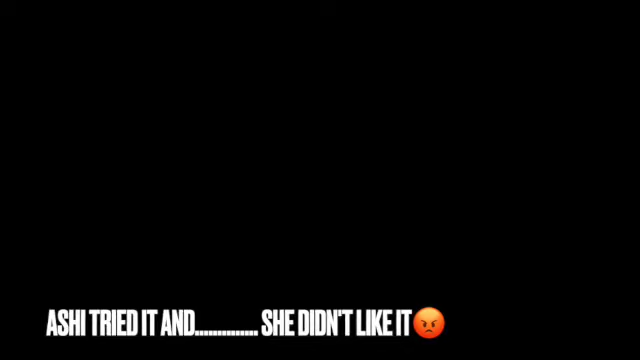 ASHI TRIED IT AND.............. SHE DIDN'T LIKE IT😡